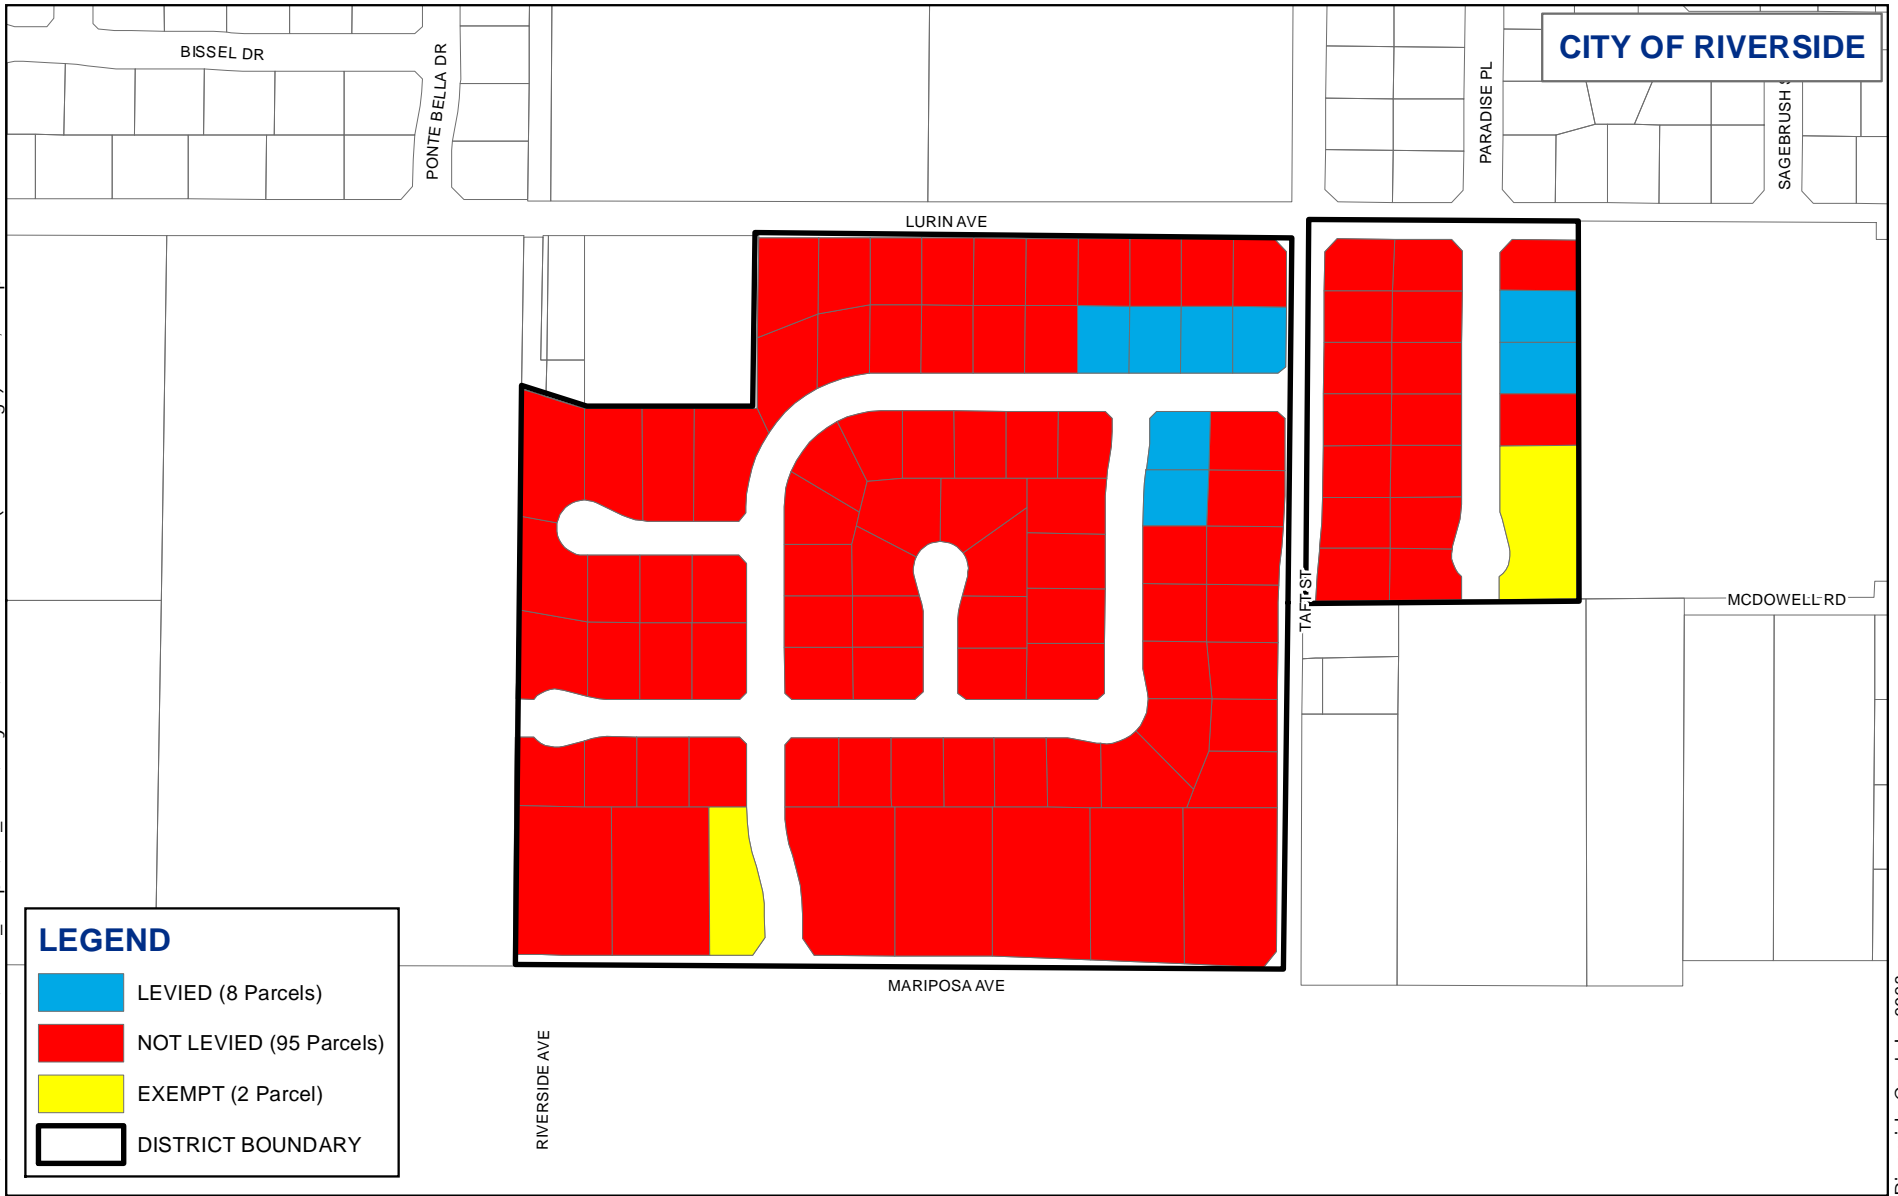 CITY OF RIVERSIDE
BISSEL DR
PONTE BELLA DR
PARADISE PL
SAGEBRUSH
LURIN AVE
TAFT ST
MCDOWELL RD
MARIPOSA AVE
RIVERSIDE AVE
LEGEND
LEVIED (8 Parcels)
NOT LEVIED (95 Parcels)
EXEMPT (2 Parcel)
DISTRICT BOUNDARY